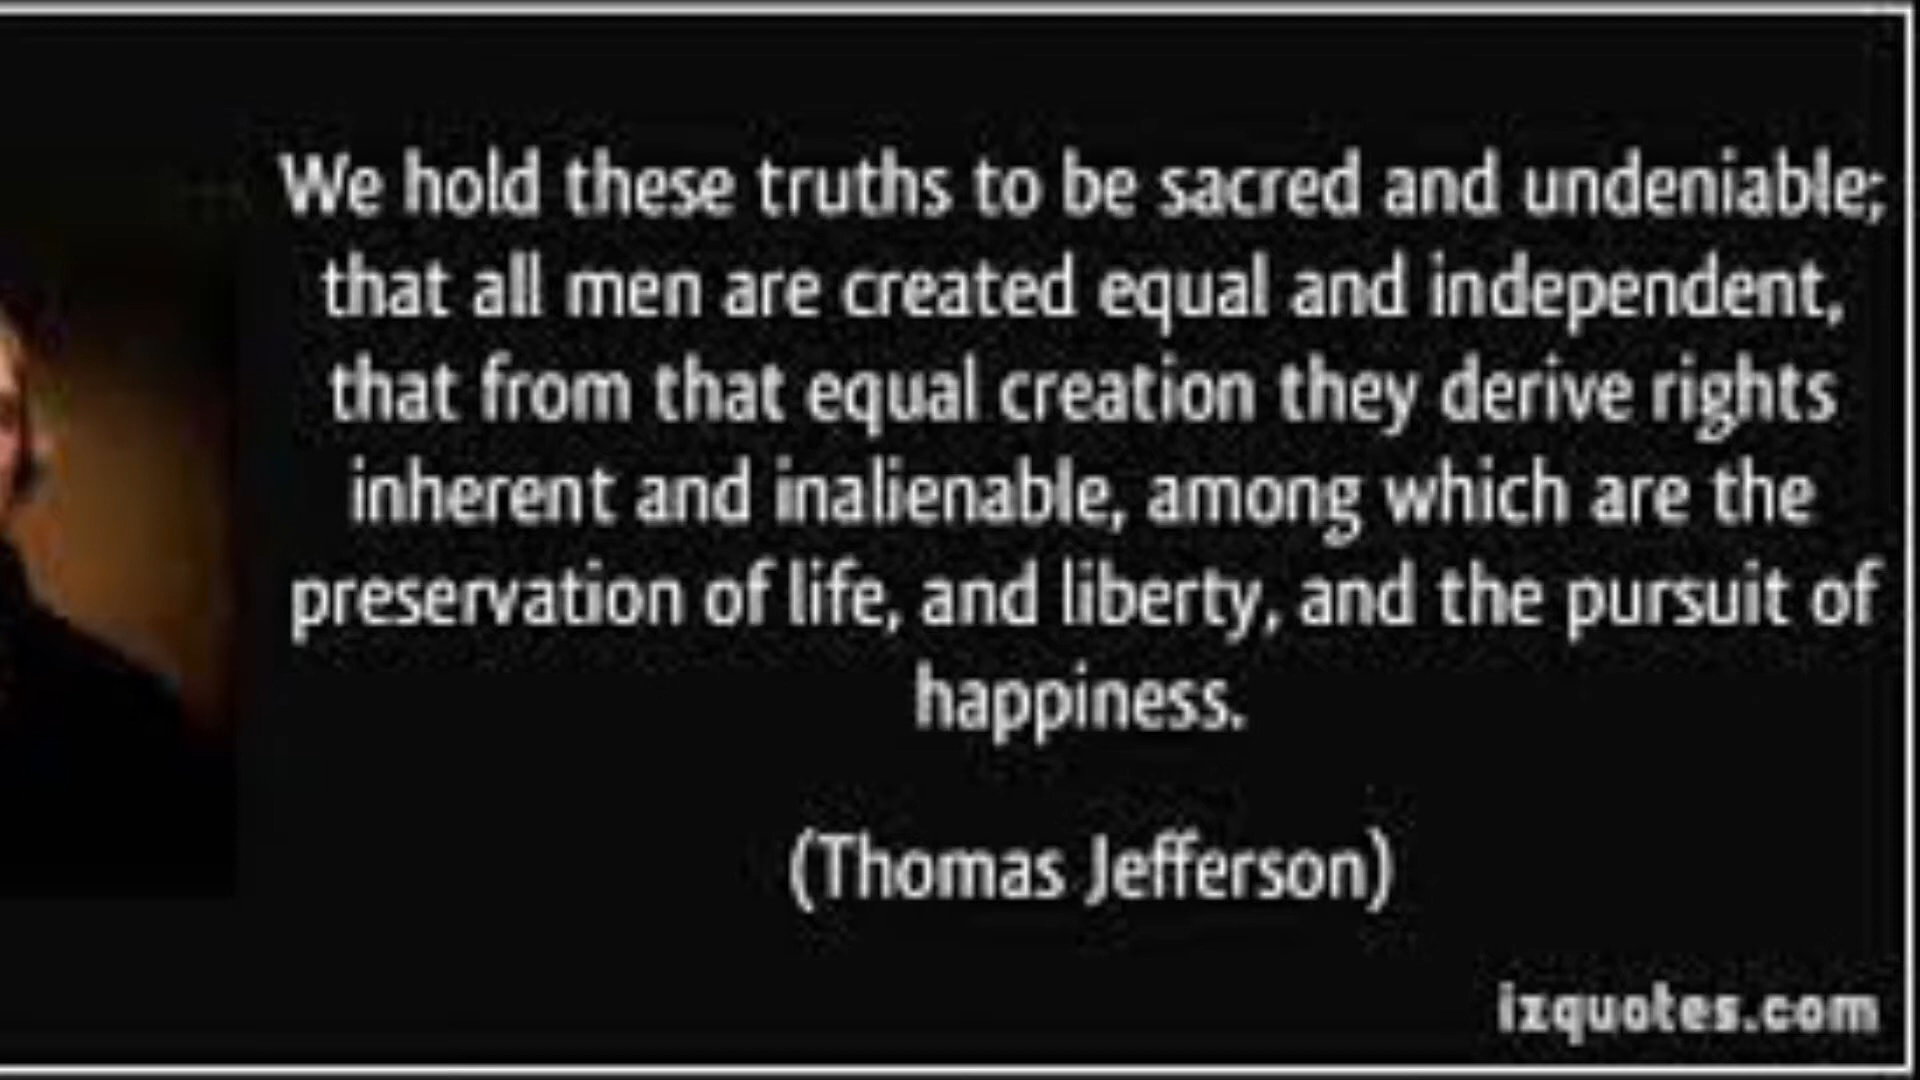 We hold these truths to be sacred and undeniable;
that all men are created equal and independent,
that from that equal creation they derive rights
inherent and inalienable, among which are the
preservation of life, and liberty, and the pursuit of
happiness.
(Thomas Jefferson)
izquotes.com